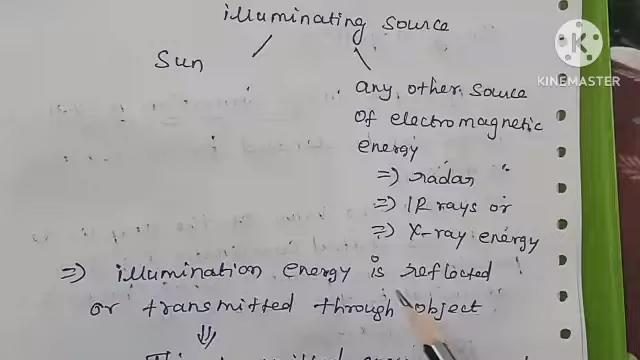 illuminating source
Sun
any other source
of electromagnetic
energy
=> radar
=> IR rays or
=> X-ray energy
=> illumination energy is reflected
or transmitted through object
KINEMASTER